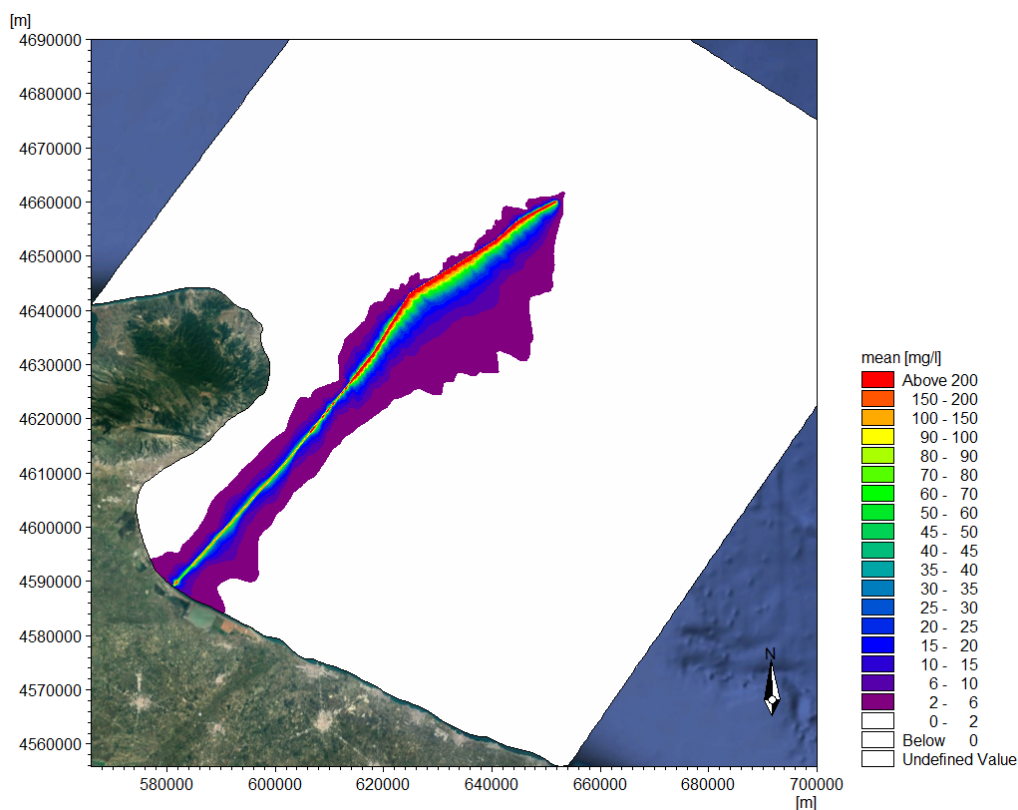 [m]
4690000
4680000
4670000
4660000
4650000
4640000
4630000
4620000
4610000
4600000
4590000
4580000
4570000
4560000
580000 600000 620000 640000 660000 680000 700000
[m]
N
mean [mg/l]
Above 200
150 - 200
100 - 150
90 - 100
80 - 90
70 - 80
60 - 70
50 - 60
45 - 50
40 - 45
35 - 40
30 - 35
25 - 30
20 - 25
15 - 20
10 - 15
6 - 10
2 - 6
0 - 2
Below 0
Undefined Value